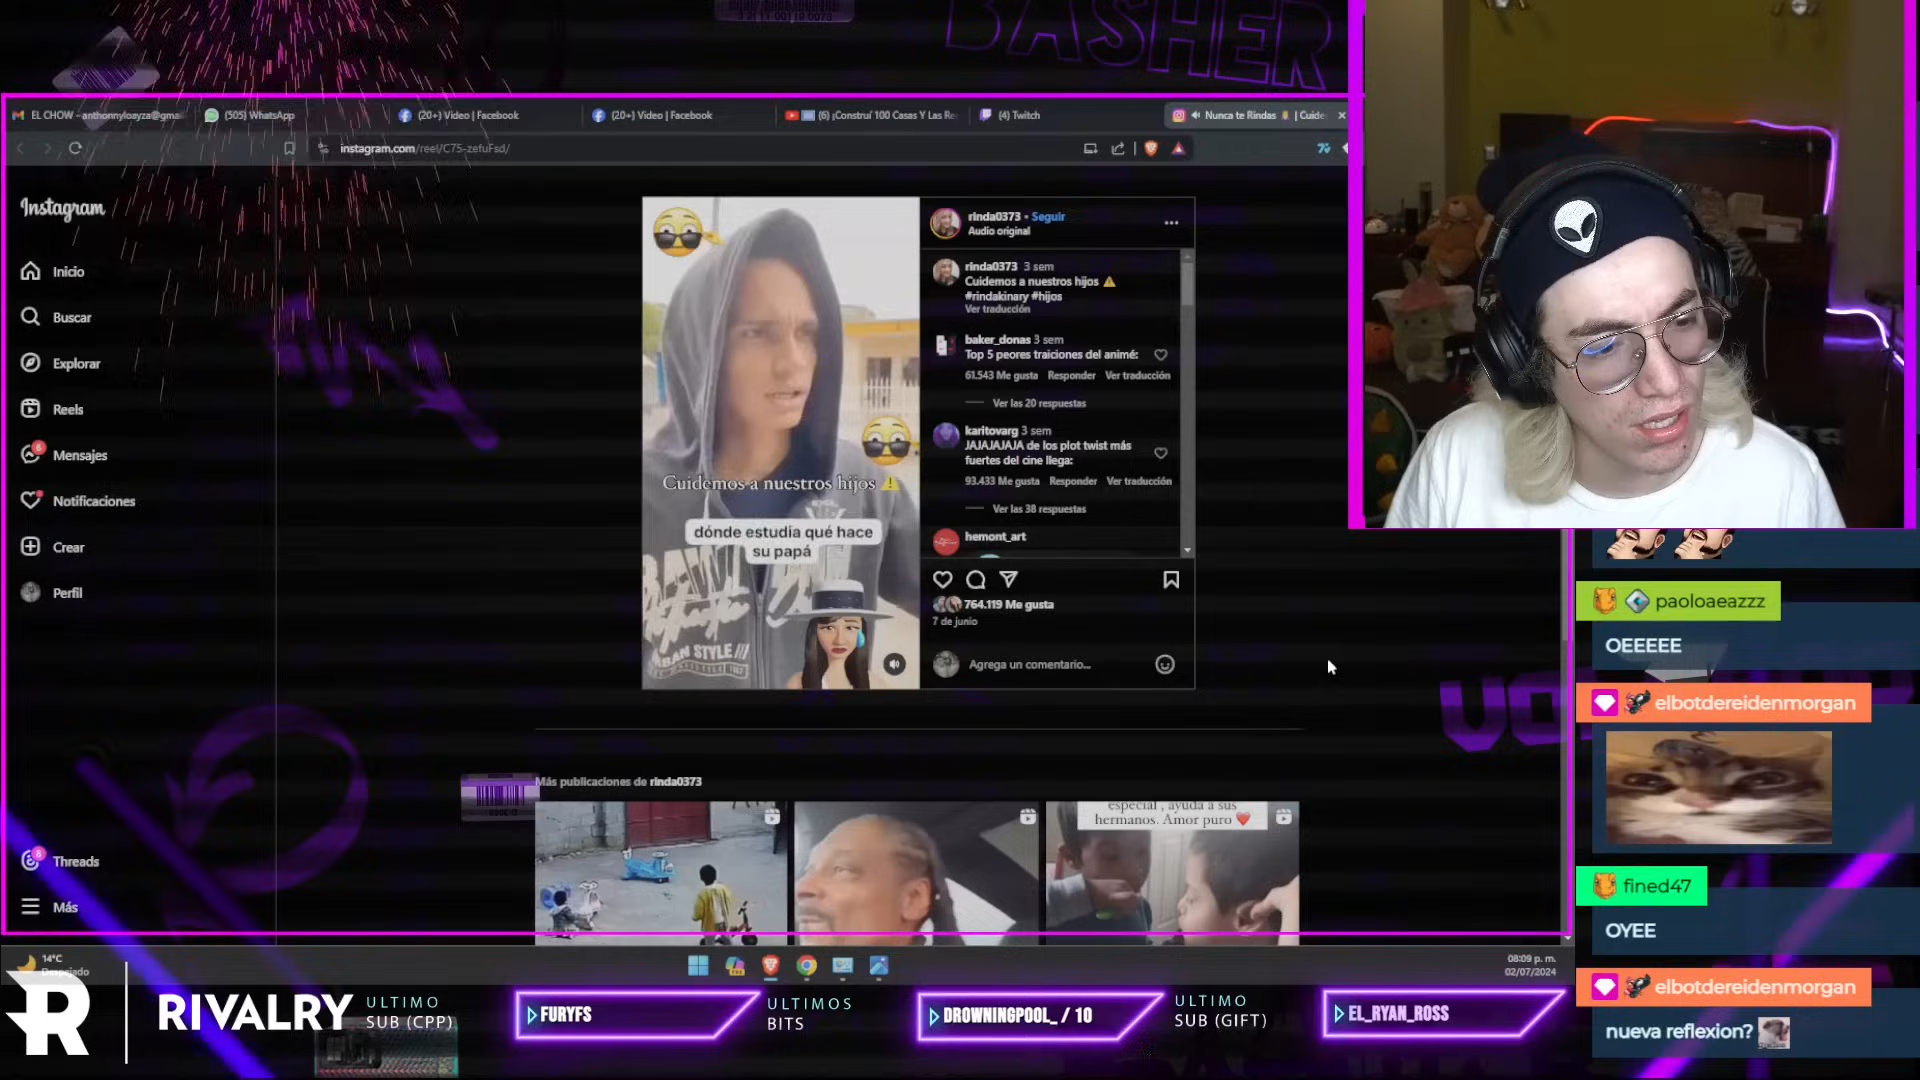 BASHER
EL CHOW - anthonnyloayza@gma
(505) WhatsApp
(20+) Video | Facebook
(20+) Video | Facebook
(6) ¡Construí 100 Casas Y Las Re
(4) Twitch
Nunca te Rindas | Cuide
instagram.com/reel/C75-zefuFsd/
Instagram
Inicio
Buscar
Explorar
Reels
6
Mensajes
Notificaciones
Crear
Perfil
8
Threads
Más
Cuidemos a nuestros hijos
dónde estudia qué hace
su papá
URBAN STYLE ///
rinda0373 • Seguir
Audio original
rinda0373 3 sem
Cuidemos a nuestros hijos
#rindakinary #hijos
Ver traducción
baker_donas 3 sem
Top 5 peores traiciones del animé:
61.543 Me gusta Responder Ver traducción
Ver las 20 respuestas
karitovarg 3 sem
JAJAJAJAJA de los plot twist más
fuertes del cine llega:
93.433 Me gusta Responder Ver traducción
Ver las 38 respuestas
hemont_art
764.119 Me gusta
7 de junio
Agrega un comentario...
Más publicaciones de rinda0373
especial , ayuda a sus
hermanos. Amor puro
paoloaeazzz
OEEEEE
elbotdereidenmorgan
fined47
OYEE
elbotdereidenmorgan
nueva reflexion?
14°C
Despejado
08:09 p. m.
02/07/2024
RIVALRY
ULTIMO
SUB (CPP)
FURYFS
ULTIMOS
BITS
DROWNINGPOOL_ / 10
ULTIMO
SUB (GIFT)
EL_RYAN_ROSS